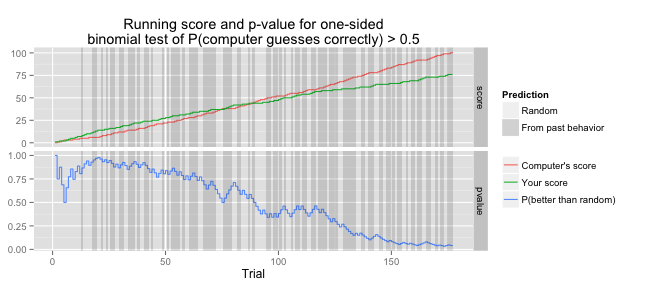 Running score and p-value for one-sided
binomial test of P(computer guesses correctly) > 0.5
100
75
50
25
0
score
1.00
0.75
0.50
0.25
0.00
pvalue
0
50
100
150
Trial
Prediction
Random
From past behavior
Computer's score
Your score
P(better than random)